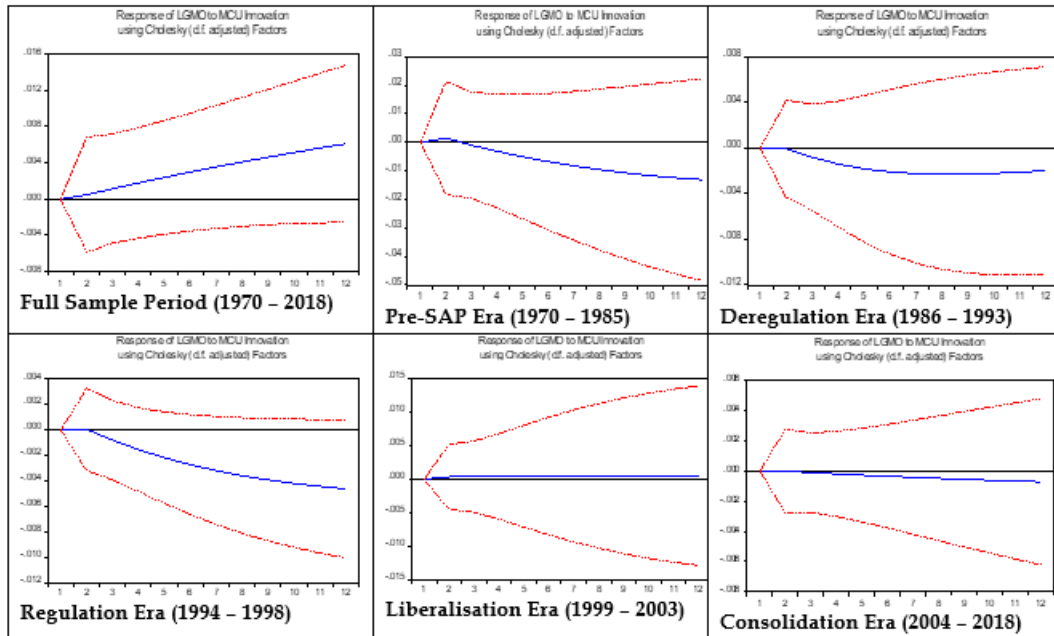 Response of LGMO to MCU Innovation
using Cholesky (d.f. adjusted) Factors
.016
.012
.008
.004
.000
-.004
-.008
1 2 3 4 5 6 7 8 9 10 11 12
Full Sample Period (1970 – 2018)
Response of LGMO to MCU Innovation
using Cholesky (d.f. adjusted) Factors
.03
.02
.01
.00
-.01
-.02
-.03
-.04
-.05
1 2 3 4 5 6 7 8 9 10 11 12
Pre-SAP Era (1970 – 1985)
Response of LGMO to MCU Innovation
using Cholesky (d.f. adjusted) Factors
.008
.004
.000
-.004
-.008
-.012
1 2 3 4 5 6 7 8 9 10 11 12
Deregulation Era (1986 – 1993)
Response of LGMO to MCU Innovation
using Cholesky (d.f. adjusted) Factors
.004
.002
.000
-.002
-.004
-.006
-.008
-.010
-.012
1 2 3 4 5 6 7 8 9 10 11 12
Regulation Era (1994 – 1998)
Response of LGMO to MCU Innovation
using Cholesky (d.f. adjusted) Factors
.015
.010
.005
.000
-.005
-.010
-.015
1 2 3 4 5 6 7 8 9 10 11 12
Liberalisation Era (1999 – 2003)
Response of LGMO to MCU Innovation
using Cholesky (d.f. adjusted) Factors
.006
.004
.002
.000
-.002
-.004
-.006
-.008
1 2 3 4 5 6 7 8 9 10 11 12
Consolidation Era (2004 – 2018)